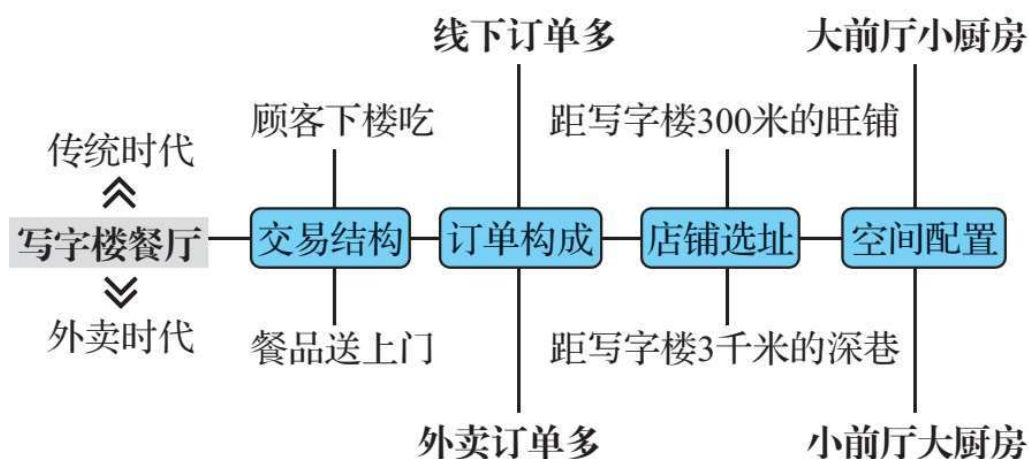 线下订单多
大前厅小厨房
顾客下楼吃
距写字楼300米的旺铺
传统时代
写字楼餐厅
交易结构
订单构成
店铺选址
空间配置
外卖时代
餐品送上门
距写字楼3千米的深巷
外卖订单多
小前厅大厨房